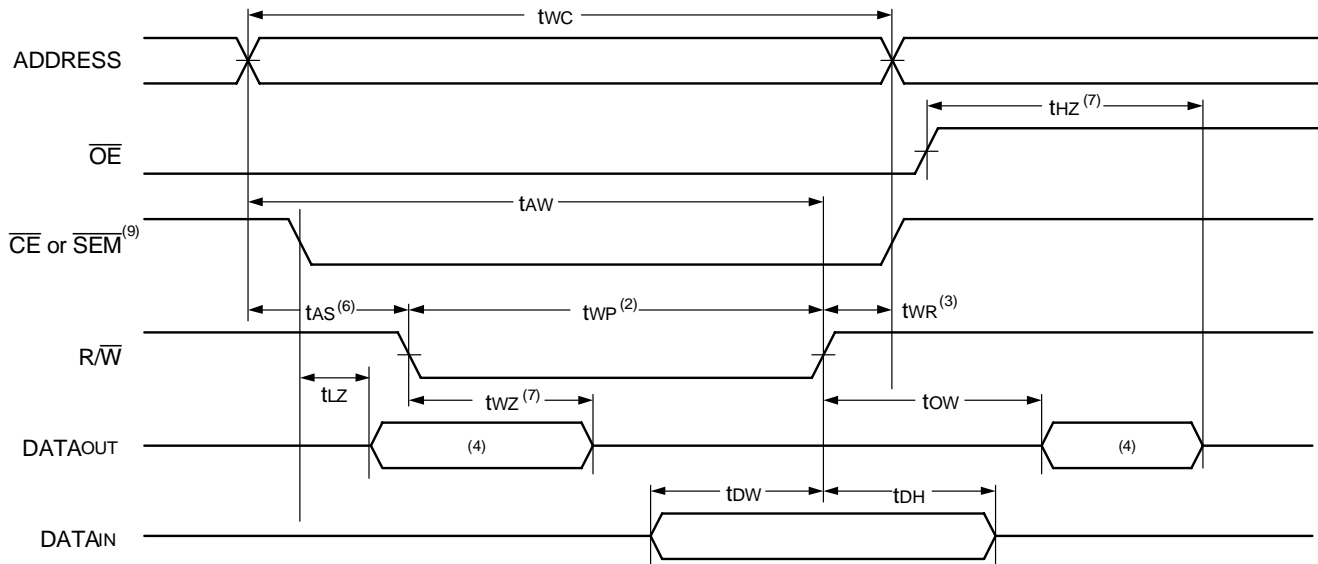 tWC
ADDRESS
tHZ (7)
OE
tAW
CE or SEM (9)
tAS (6)
tWP (2)
tWR (3)
R/W
tLZ
tWZ (7)
tOW
DATAOUT
(4)
(4)
tDW
tDH
DATAIN